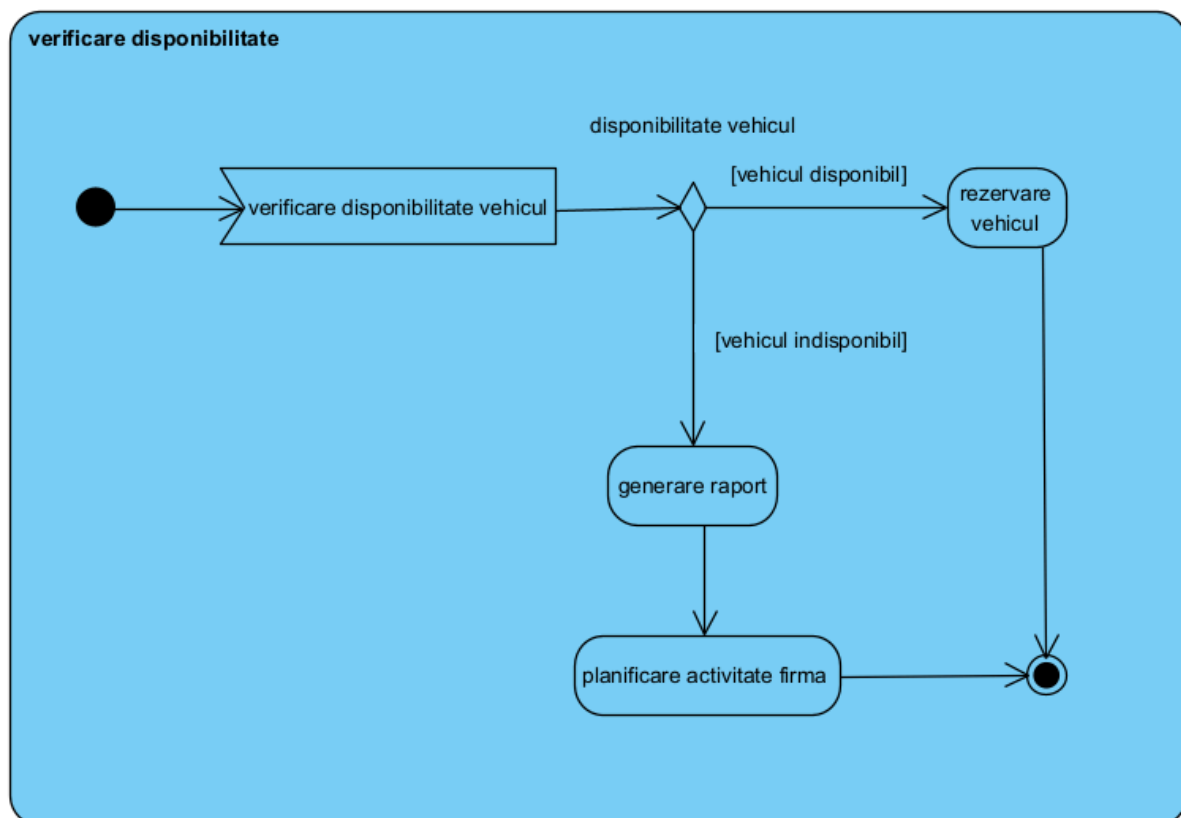 verificare disponibilitate
disponibilitate vehicul
[vehicul disponibil]
verificare disponibilitate vehicul
rezervare
vehicul
[vehicul indisponibil]
generare raport
planificare activitate firma